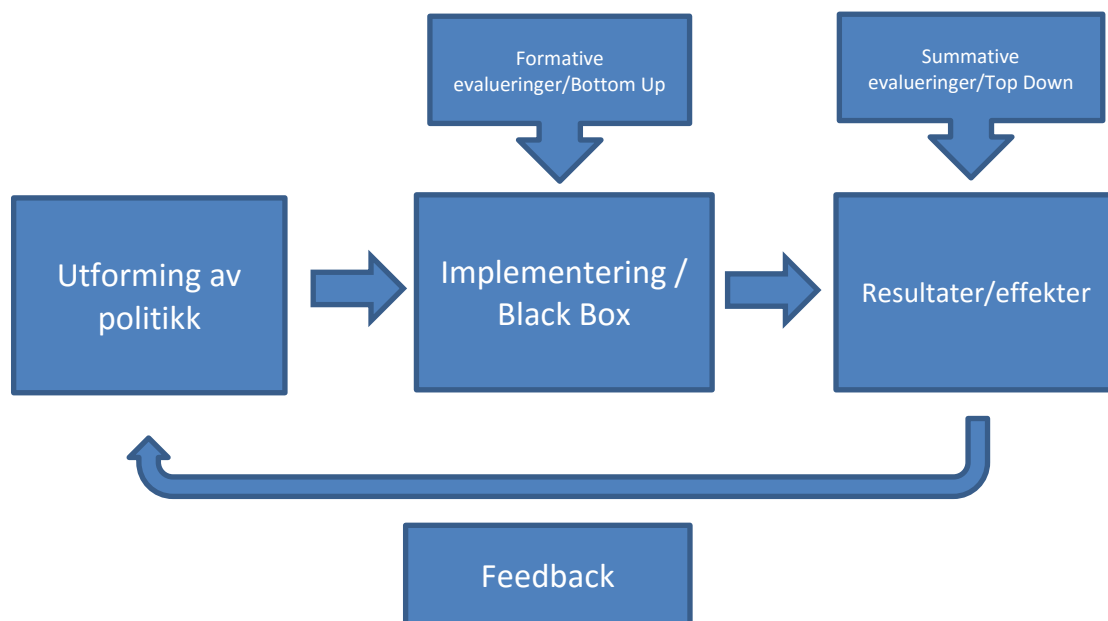 Formative
evalueringer/Bottom Up
Summative
evalueringer/Top Down
Utforming av
politikk
Implementering /
Black Box
Resultater/effekter
Feedback